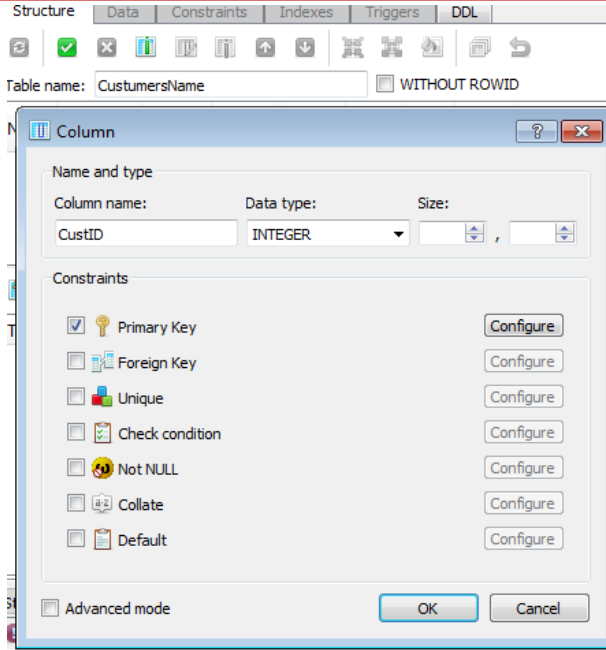 Structure Data Constraints Indexes Triggers DDL
Table name: CustumersName WITHOUT ROWID
Column
Name and type
Column name: Data type: Size:
CustID INTEGER ,
Constraints
Primary Key Configure
Foreign Key Configure
Unique Configure
Check condition Configure
Not NULL Configure
a-z Collate Configure
Default Configure
Advanced mode OK Cancel